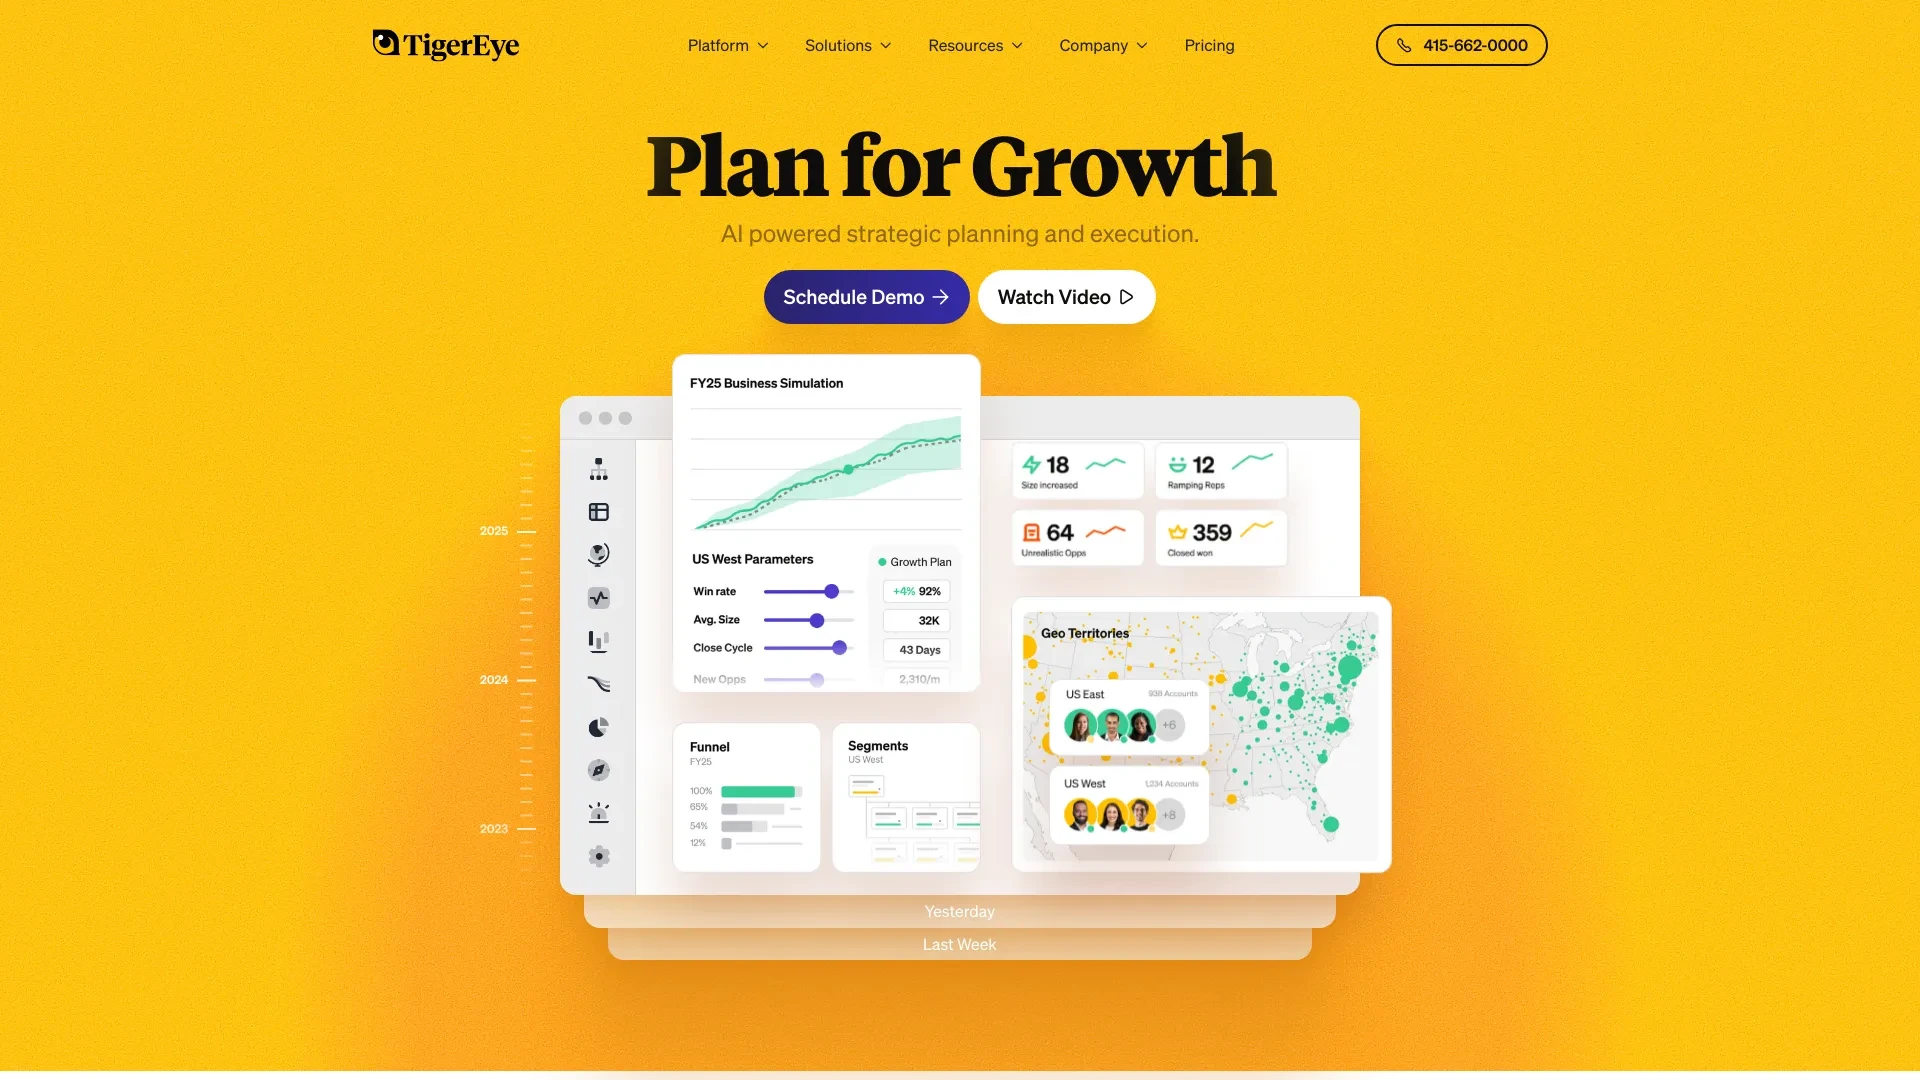 TigerEye
Platform
Solutions
Resources
Company
Pricing
415-662-0000
Plan for Growth
AI powered strategic planning and execution.
Schedule Demo
Watch Video
2025
2024
2023
FY25 Business Simulation
US West Parameters
Growth Plan
Win rate
+4% 92%
Avg. Size
32K
Close Cycle
43 Days
New Opps
2,310/m
18
Size increased
12
Ramping Reps
64
Unrealistic Opps
359
Closed won
Funnel
FY25
100%
65%
54%
12%
Segments
US West
Geo Territories
US East
938 Accounts
+6
US West
1,234 Accounts
+8
Yesterday
Last Week